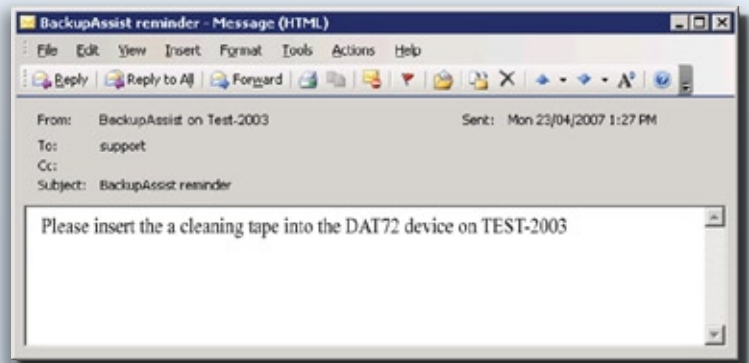 BackupAssist reminder - Message (HTML)
File Edit View Insert Format Tools Actions Help
Reply Reply to All Forward
From: BackupAssist on Test-2003 Sent: Mon 23/04/2007 1:27 PM
To: support
Cc:
Subject: BackupAssist reminder
Please insert the a cleaning tape into the DAT72 device on TEST-2003